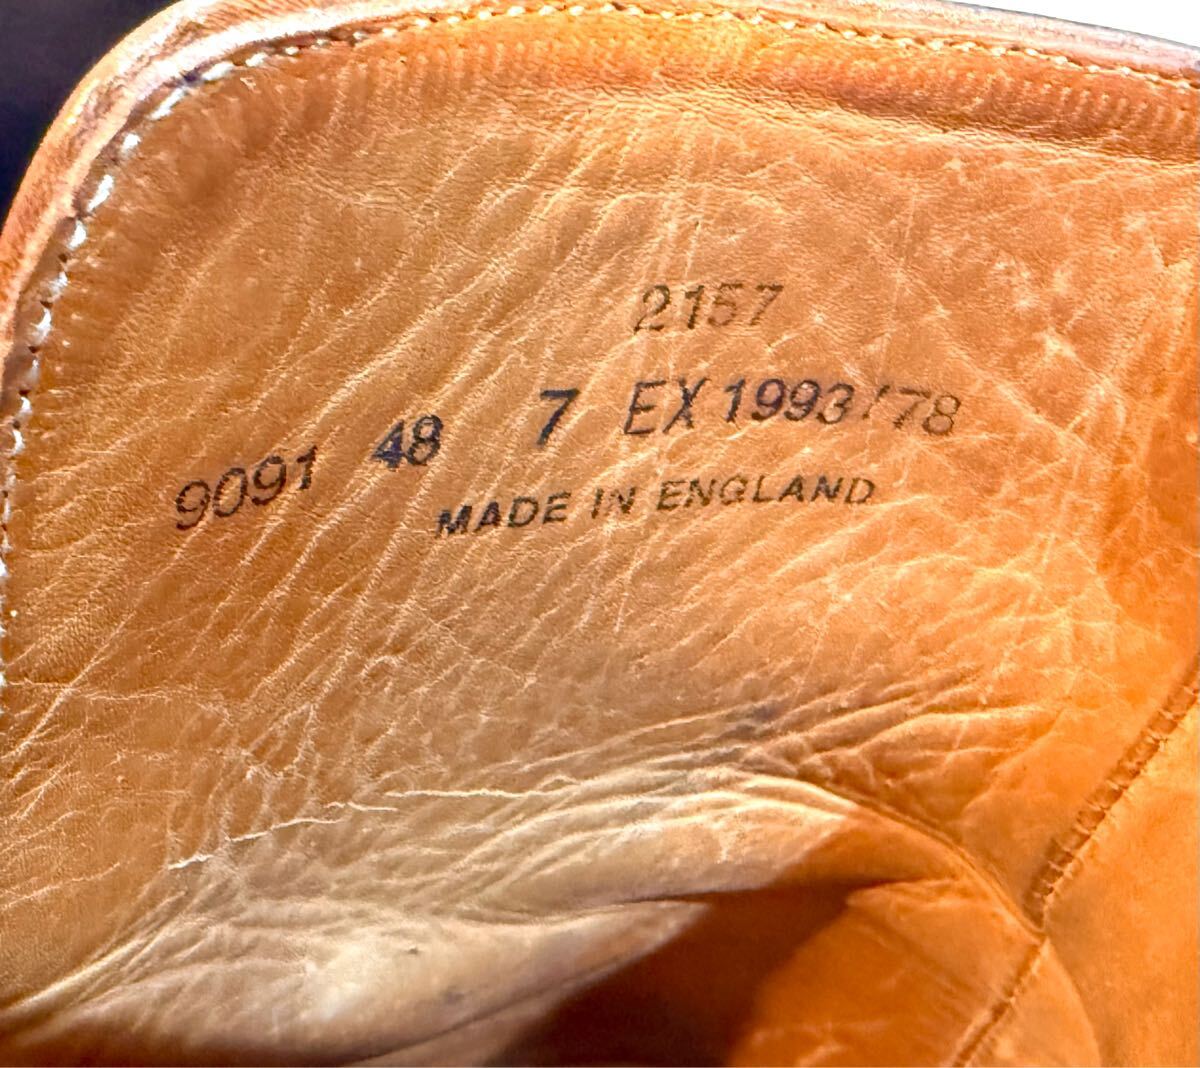 2157
9091 48 7 EX 1993/78
MADE IN ENGLAND